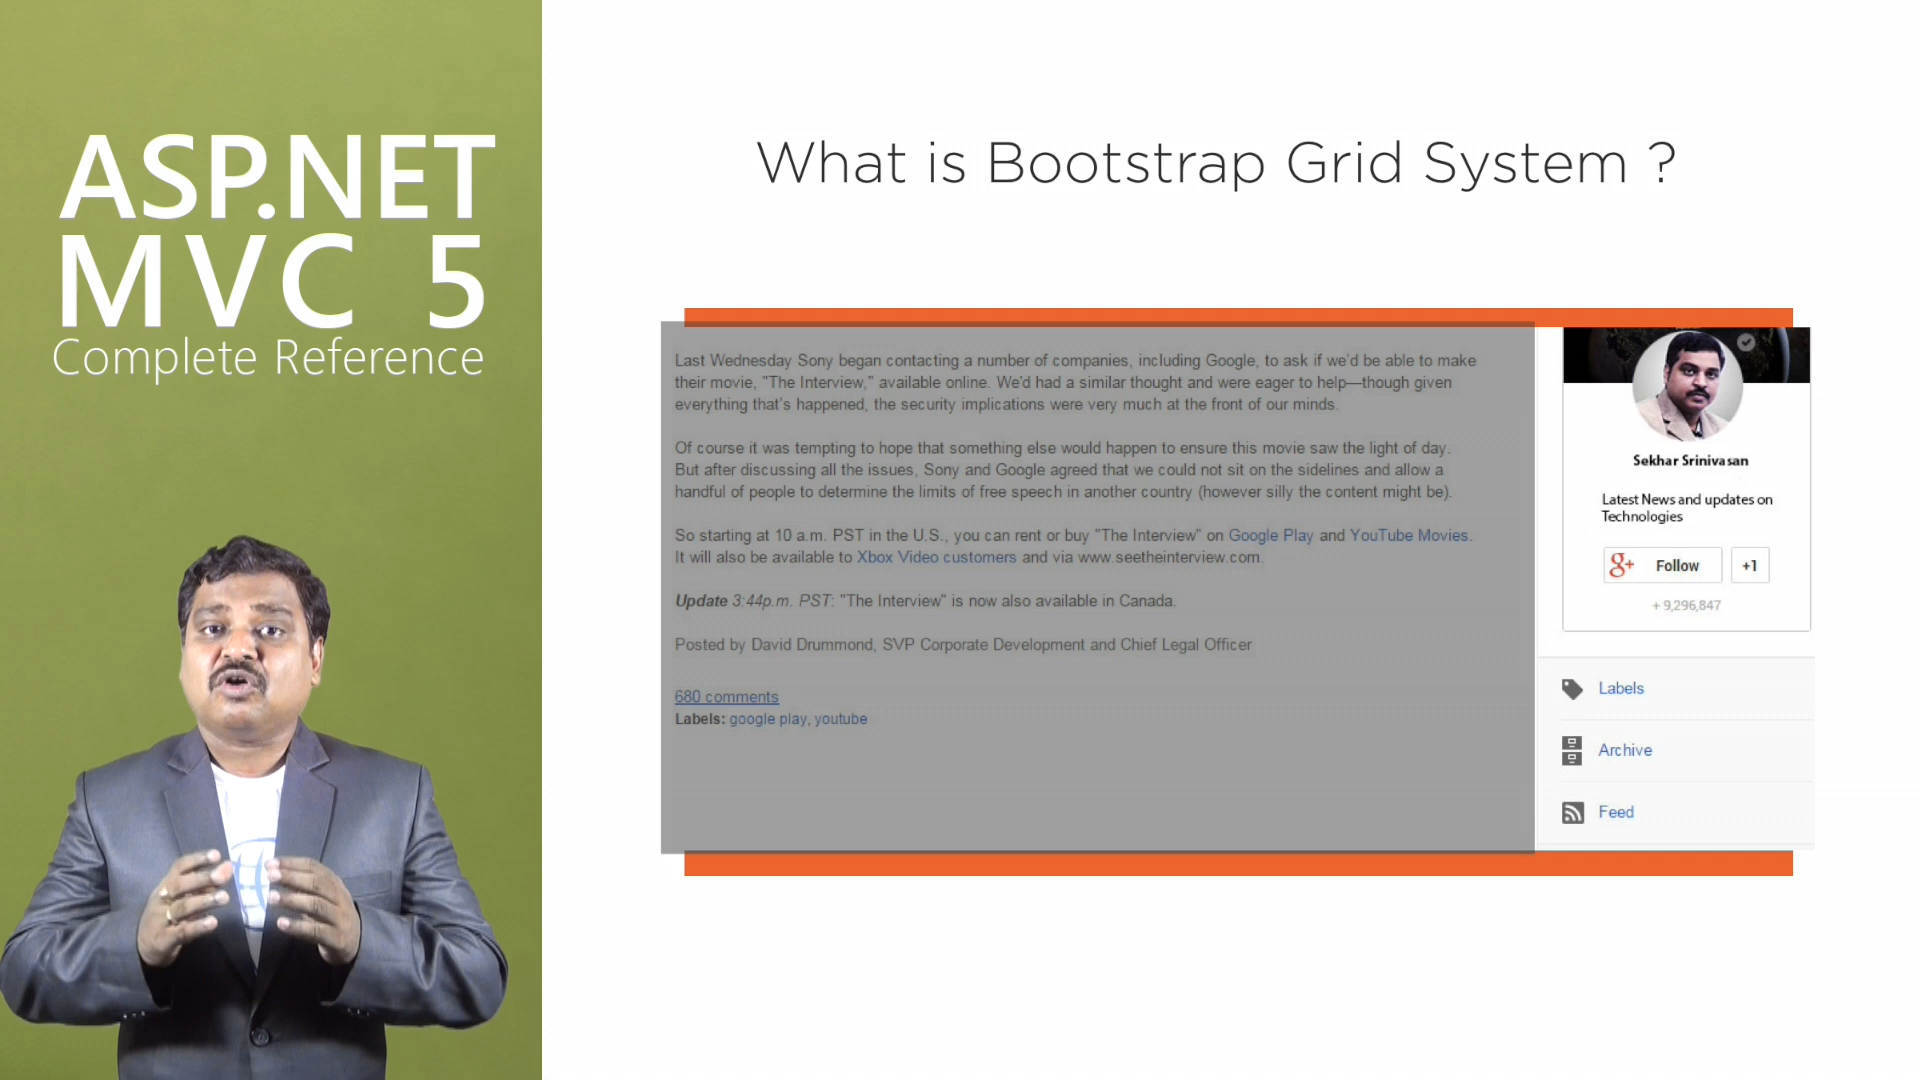 ASP.NET
MVC 5
Complete Reference
What is Bootstrap Grid System ?
Last Wednesday Sony began contacting a number of companies, including Google, to ask if we'd be able to make
their movie, "The Interview," available online. We'd had a similar thought and were eager to help—though given
everything that's happened, the security implications were very much at the front of our minds.
Of course it was tempting to hope that something else would happen to ensure this movie saw the light of day.
But after discussing all the issues, Sony and Google agreed that we could not sit on the sidelines and allow a
handful of people to determine the limits of free speech in another country (however silly the content might be).
So starting at 10 a.m. PST in the U.S., you can rent or buy "The Interview" on Google Play and YouTube Movies.
It will also be available to Xbox Video customers and via www.seetheinterview.com.
Update 3:44p.m. PST: "The Interview" is now also available in Canada.
Posted by David Drummond, SVP Corporate Development and Chief Legal Officer
680 comments
Labels: google play, youtube
Sekhar Srinivasan
Latest News and updates on
Technologies
g+ Follow +1
+ 9,296,847
Labels
Archive
Feed